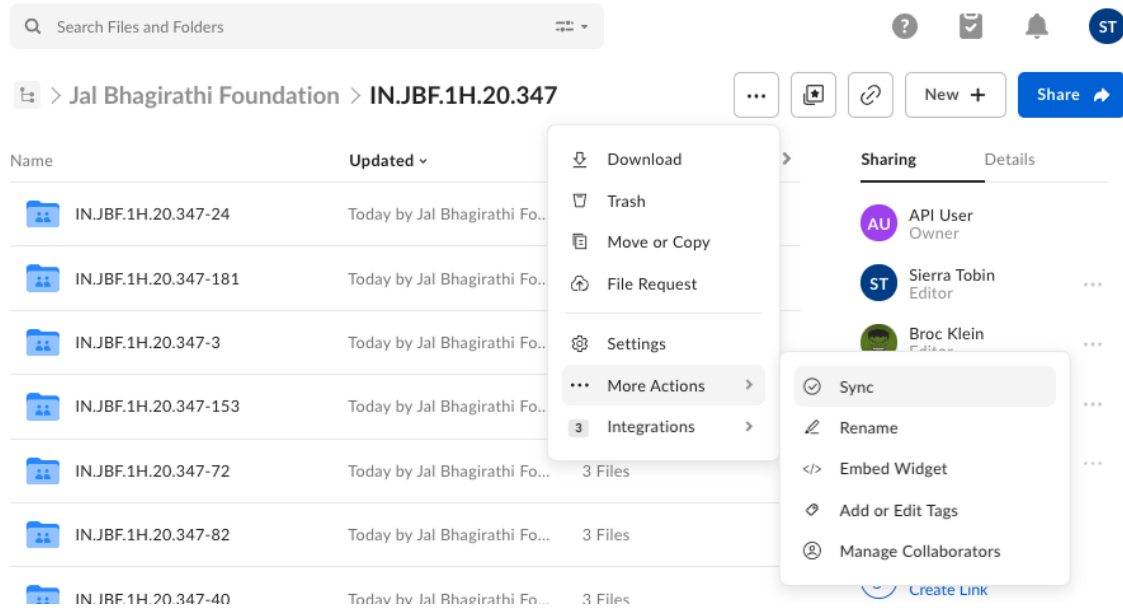 Search Files and Folders
ST
Jal Bhagirathi Foundation > IN.JBF.1H.20.347
New +
Share
Name
Updated
IN.JBF.1H.20.347-24
Today by Jal Bhagirathi Fo...
IN.JBF.1H.20.347-181
Today by Jal Bhagirathi Fo...
IN.JBF.1H.20.347-3
Today by Jal Bhagirathi Fo...
IN.JBF.1H.20.347-153
Today by Jal Bhagirathi Fo...
IN.JBF.1H.20.347-72
Today by Jal Bhagirathi Fo...
3 Files
IN.JBF.1H.20.347-82
Today by Jal Bhagirathi Fo...
3 Files
IN.JBF.1H.20.347-40
Today by Jal Bhagirathi Fo...
3 Files
Download
Trash
Move or Copy
File Request
Settings
More Actions
3 Integrations
Sync
Rename
Embed Widget
Add or Edit Tags
Manage Collaborators
Sharing
Details
AU
API User
Owner
ST
Sierra Tobin
Editor
Broc Klein
Editor
Create Link